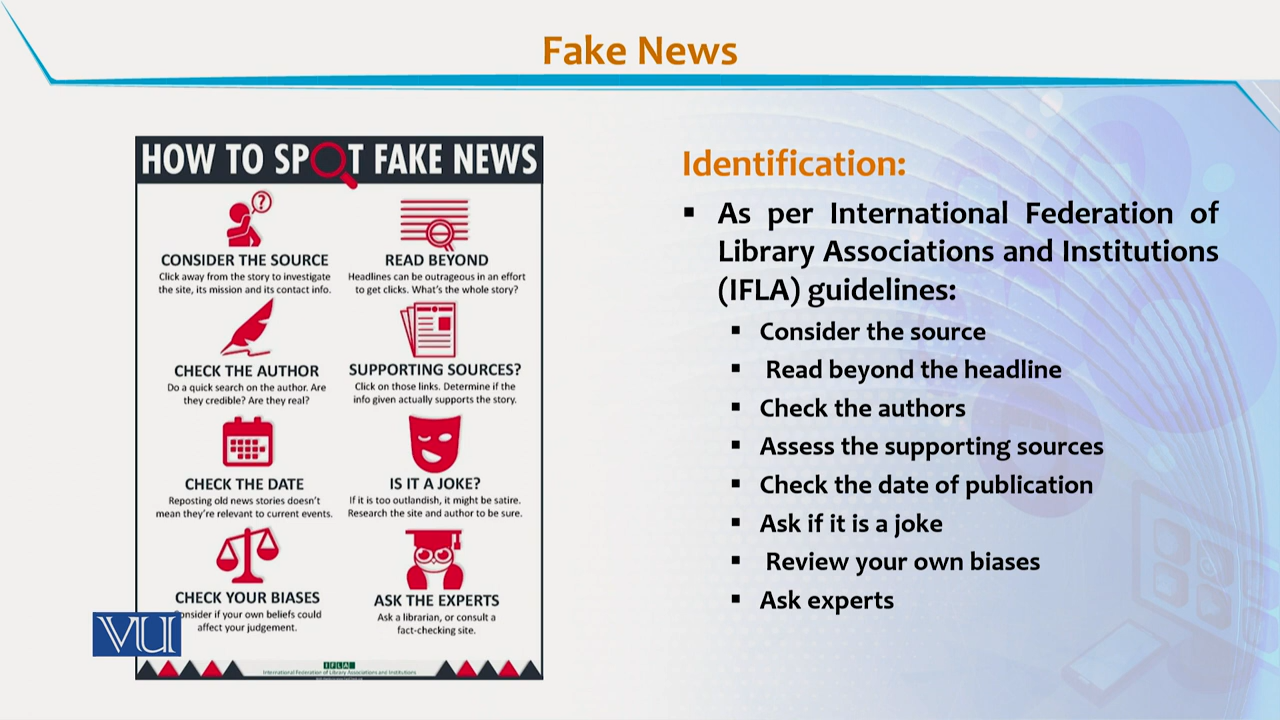 Fake News
HOW TO SPOT FAKE NEWS
?
CONSIDER THE SOURCE
Click away from the story to investigate
the site, its mission and its contact info.
READ BEYOND
Headlines can be outrageous in an effort
to get clicks. What's the whole story?
CHECK THE AUTHOR
Do a quick search on the author. Are
they credible? Are they real?
SUPPORTING SOURCES?
Click on those links. Determine if the
info given actually supports the story.
CHECK THE DATE
Reposting old news stories doesn't
mean they're relevant to current events.
IS IT A JOKE?
If it is too outlandish, it might be satire.
Research the site and author to be sure.
CHECK YOUR BIASES
nsider if your own beliefs could
affect your judgement.
ASK THE EXPERTS
Ask a librarian, or consult a
fact-checking site.
VU
IFLA
International Federation of Library Associations and Institutions
Identification:
▪ As per International Federation of
Library Associations and Institutions
(IFLA) guidelines:
▪ Consider the source
▪ Read beyond the headline
▪ Check the authors
▪ Assess the supporting sources
▪ Check the date of publication
▪ Ask if it is a joke
▪ Review your own biases
▪ Ask experts